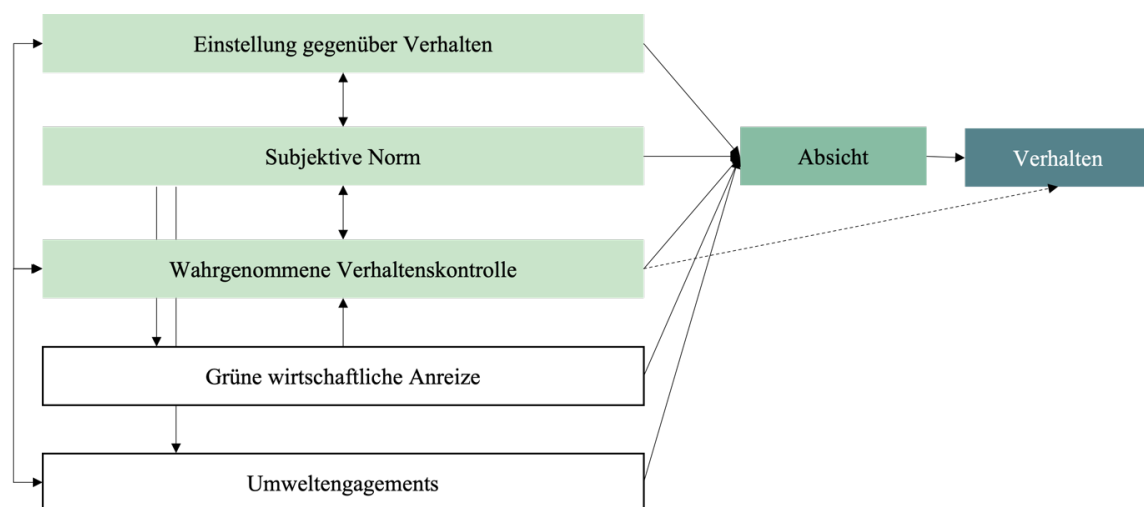 Einstellung gegenüber Verhalten
Subjektive Norm
Absicht
Verhalten
Wahrgenommene Verhaltenskontrolle
Grüne wirtschaftliche Anreize
Umweltengagements